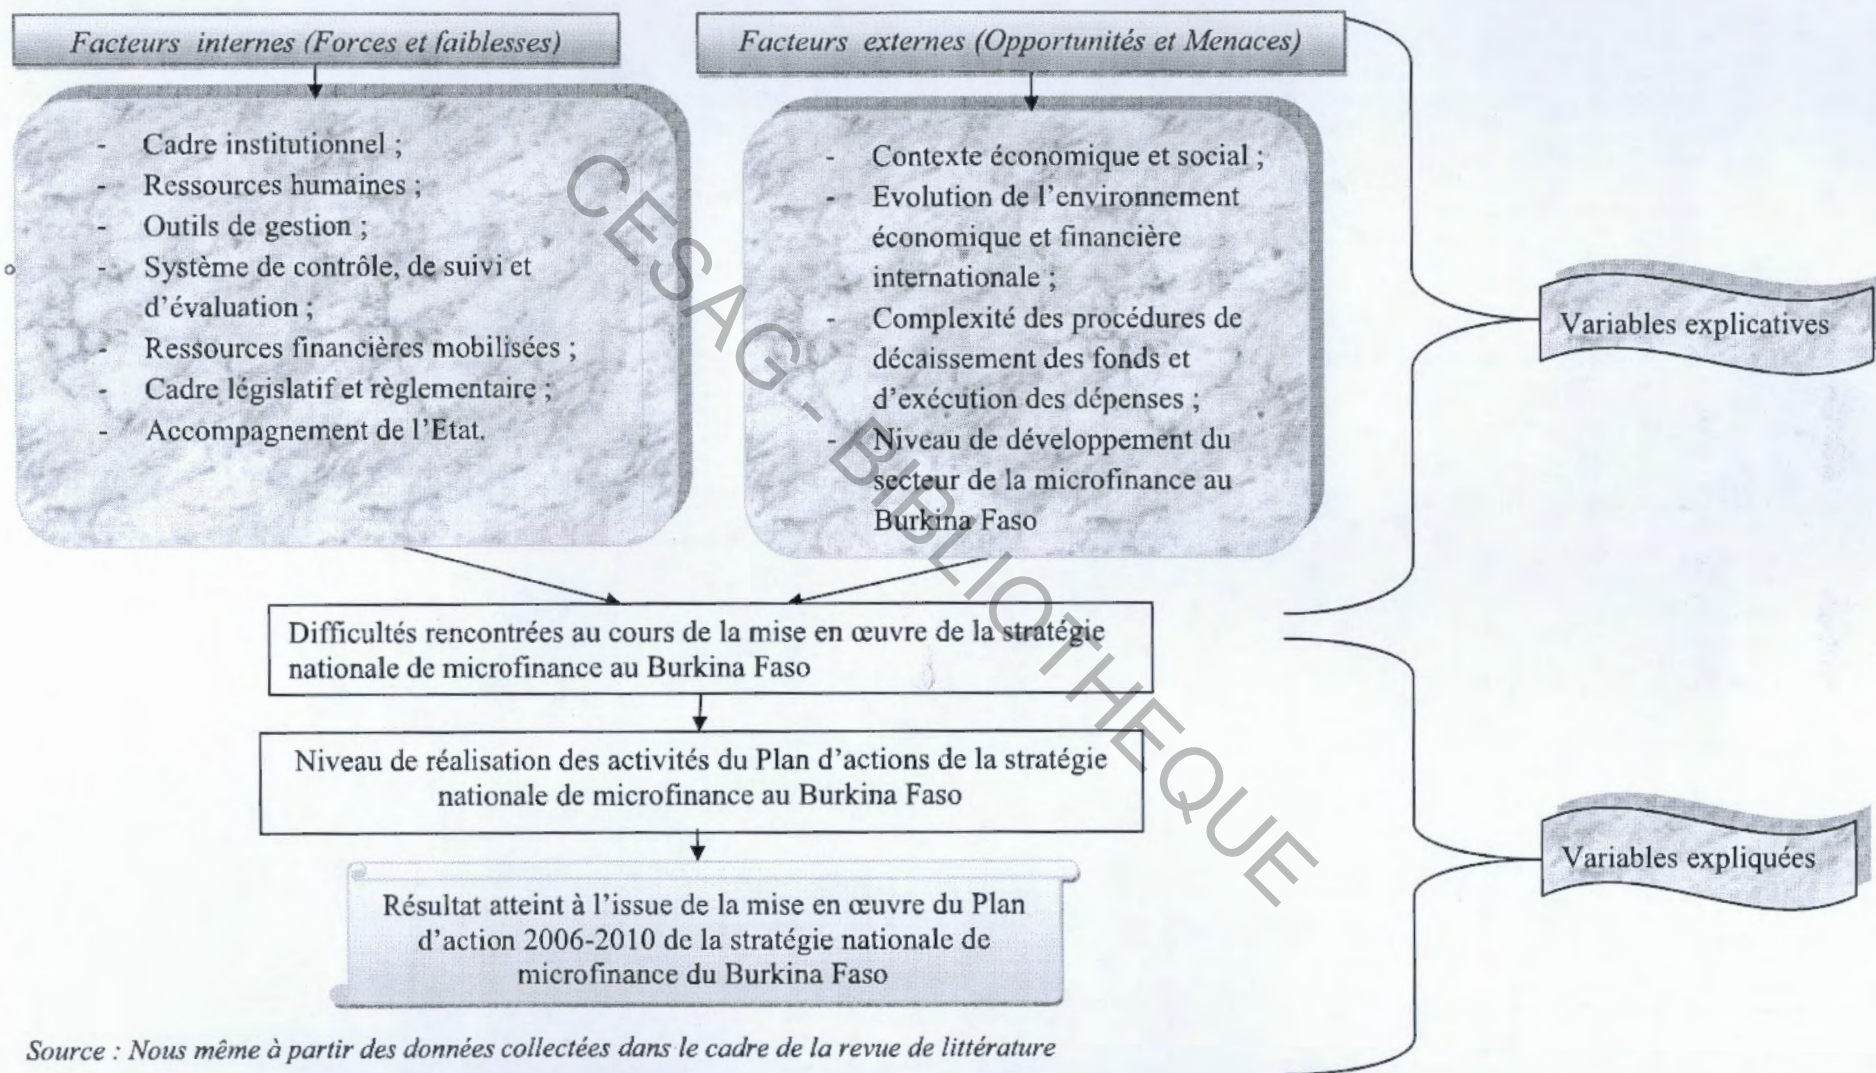 Facteurs internes (Forces et faiblesses)
- Cadre institutionnel ;
- Ressources humaines ;
- Outils de gestion ;
- Système de contrôle, de suivi et
d'évaluation ;
- Ressources financières mobilisées ;
- Cadre législatif et règlementaire ;
- Accompagnement de l'Etat.
Facteurs externes (Opportunités et Menaces)
- Contexte économique et social ;
- Evolution de l'environnement
économique et financière
internationale ;
- Complexité des procédures de
décaissement des fonds et
d'exécution des dépenses ;
- Niveau de développement du
secteur de la microfinance au
Burkina Faso
Variables explicatives
Difficultés rencontrées au cours de la mise en œuvre de la stratégie
nationale de microfinance au Burkina Faso
Niveau de réalisation des activités du Plan d'actions de la stratégie
nationale de microfinance au Burkina Faso
Variables expliquées
Résultat atteint à l'issue de la mise en œuvre du Plan
d'action 2006-2010 de la stratégie nationale de
microfinance du Burkina Faso
Source : Nous même à partir des données collectées dans le cadre de la revue de littérature
CESAG - BIBLIOTHEQUE